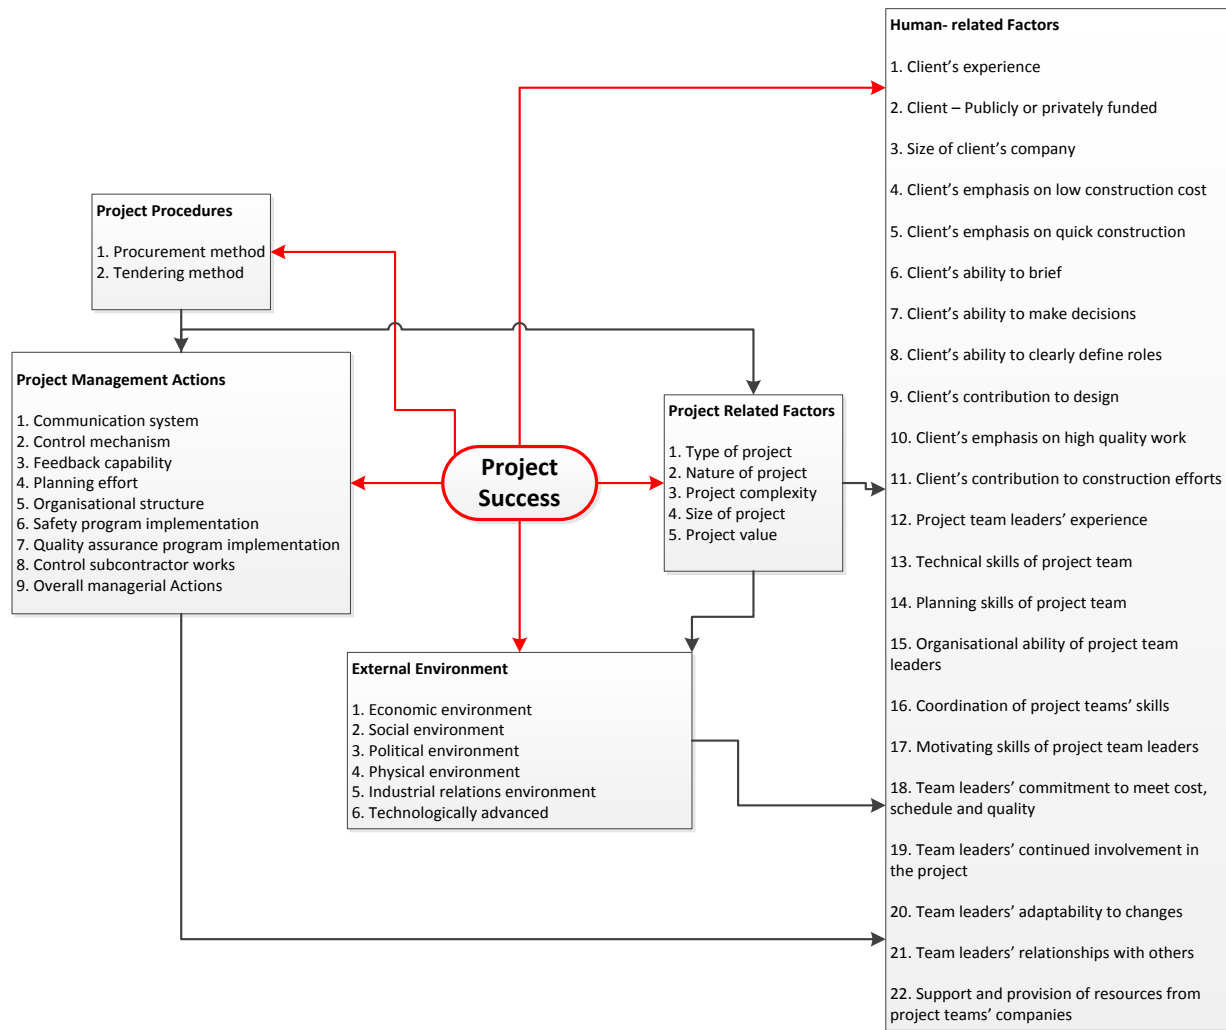 Human- related Factors
1. Client’s experience
2. Client – Publicly or privately funded
3. Size of client’s company
4. Client’s emphasis on low construction cost
5. Client’s emphasis on quick construction
6. Client’s ability to brief
7. Client’s ability to make decisions
8. Client’s ability to clearly define roles
9. Client’s contribution to design
10. Client’s emphasis on high quality work
11. Client’s contribution to construction efforts
12. Project team leaders’ experience
13. Technical skills of project team
14. Planning skills of project team
15. Organisational ability of project team
leaders
16. Coordination of project teams’ skills
17. Motivating skills of project team leaders
18. Team leaders’ commitment to meet cost,
schedule and quality
19. Team leaders’ continued involvement in
the project
20. Team leaders’ adaptability to changes
21. Team leaders’ relationships with others
22. Support and provision of resources from
project teams’ companies
Project Procedures
1. Procurement method
2. Tendering method
Project Management Actions
1. Communication system
2. Control mechanism
3. Feedback capability
4. Planning effort
5. Organisational structure
6. Safety program implementation
7. Quality assurance program implementation
8. Control subcontractor works
9. Overall managerial Actions
Project
Success
Project Related Factors
1. Type of project
2. Nature of project
3. Project complexity
4. Size of project
5. Project value
External Environment
1. Economic environment
2. Social environment
3. Political environment
4. Physical environment
5. Industrial relations environment
6. Technologically advanced